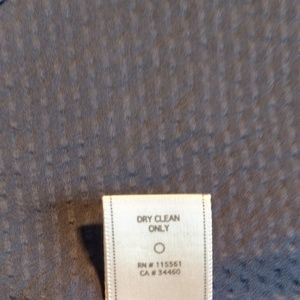 DRY CLEAN
ONLY
RN # 115561
CA # 34460